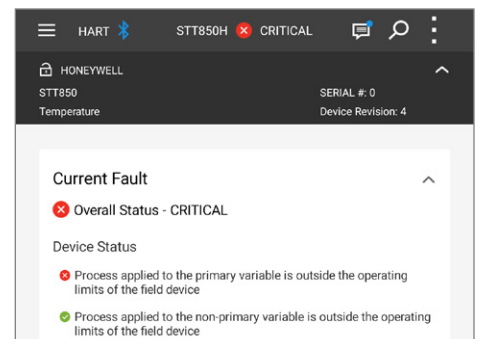 HART STT850H CRITICAL
HONEYWELL
STT850 SERIAL #: 0
Temperature Device Revision: 4
Current Fault
Overall Status - CRITICAL
Device Status
Process applied to the primary variable is outside the operating
limits of the field device
Process applied to the non-primary variable is outside the operating
limits of the field device